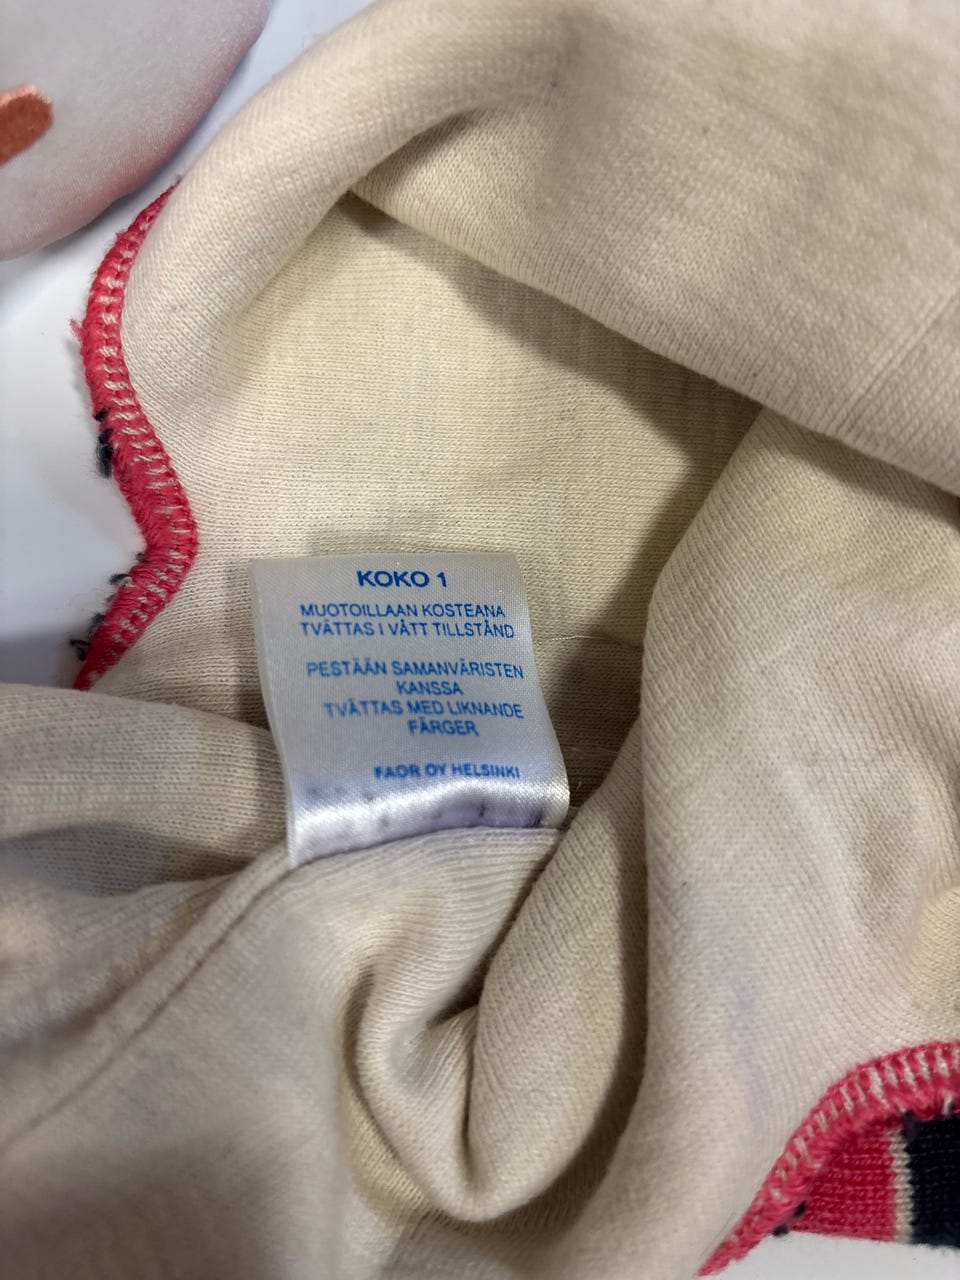 KOKO 1
MUOTOILLAAN KOSTEANA
TVÄTTAS I VÅTT TILLSTÅND
PESTÄÄN SAMANVÄRISTEN
KANSSA
TVÄTTAS MED LIKNANDE
FÄRGER
FAOR OY HELSINKI